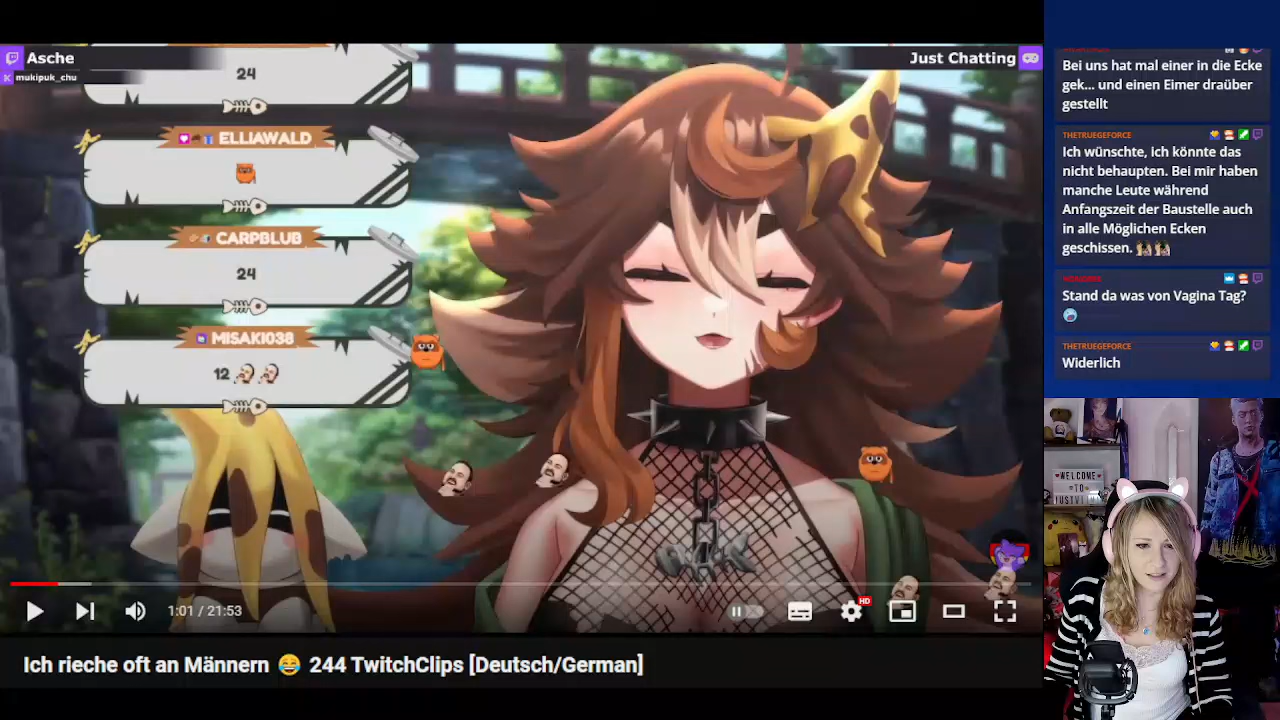 Asche
mukipuk_chu
Just Chatting
24
ELLIAWALD
CARPBLUB
24
MISAKI038
12
1:01 / 21:53
HD
Ich rieche oft an Männern 😂 244 TwitchClips [Deutsch/German]
Bei uns hat mal einer in die Ecke
gek... und einen Eimer draüber
gestellt
THETRUEGEFORCE
Ich wünschte, ich könnte das
nicht behaupten. Bei mir haben
manche Leute während
Anfangszeit der Baustelle auch
in alle Möglichen Ecken
geschissen.
Stand da was von Vagina Tag?
THETRUEGEFORCE
Widerlich
WELCOME
TO